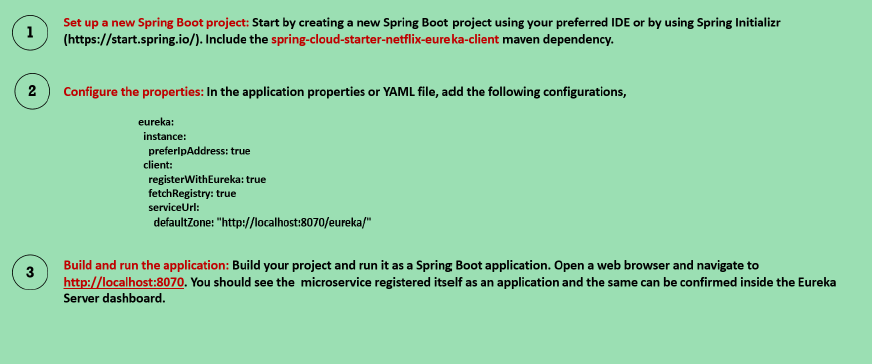 1
Set up a new Spring Boot project: Start by creating a new Spring Boot project using your preferred IDE or by using Spring Initializr
(https://start.spring.io/). Include the spring-cloud-starter-netflix-eureka-client maven dependency.
2
Configure the properties: In the application properties or YAML file, add the following configurations,
eureka:
  instance:
    preferIpAddress: true
  client:
    registerWithEureka: true
    fetchRegistry: true
    serviceUrl:
      defaultZone: "http://localhost:8070/eureka/"
3
Build and run the application: Build your project and run it as a Spring Boot application. Open a web browser and navigate to
http://localhost:8070. You should see the microservice registered itself as an application and the same can be confirmed inside the Eureka
Server dashboard.